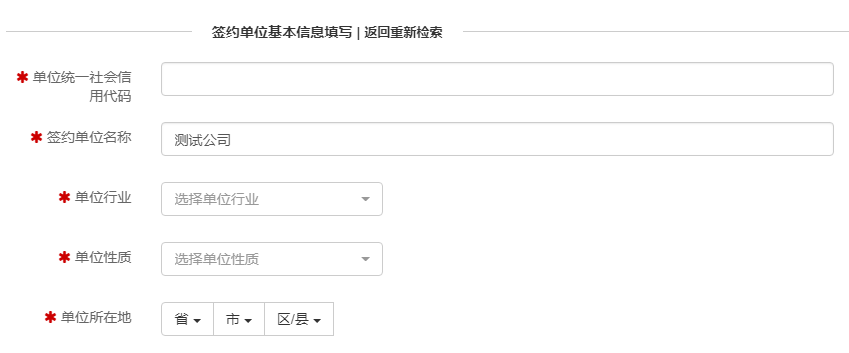 签约单位基本信息填写 | 返回重新检索
✱ 单位统一社会信
用代码
✱ 签约单位名称 测试公司
✱ 单位行业 选择单位行业
✱ 单位性质 选择单位性质
✱ 单位所在地 省 市 区/县